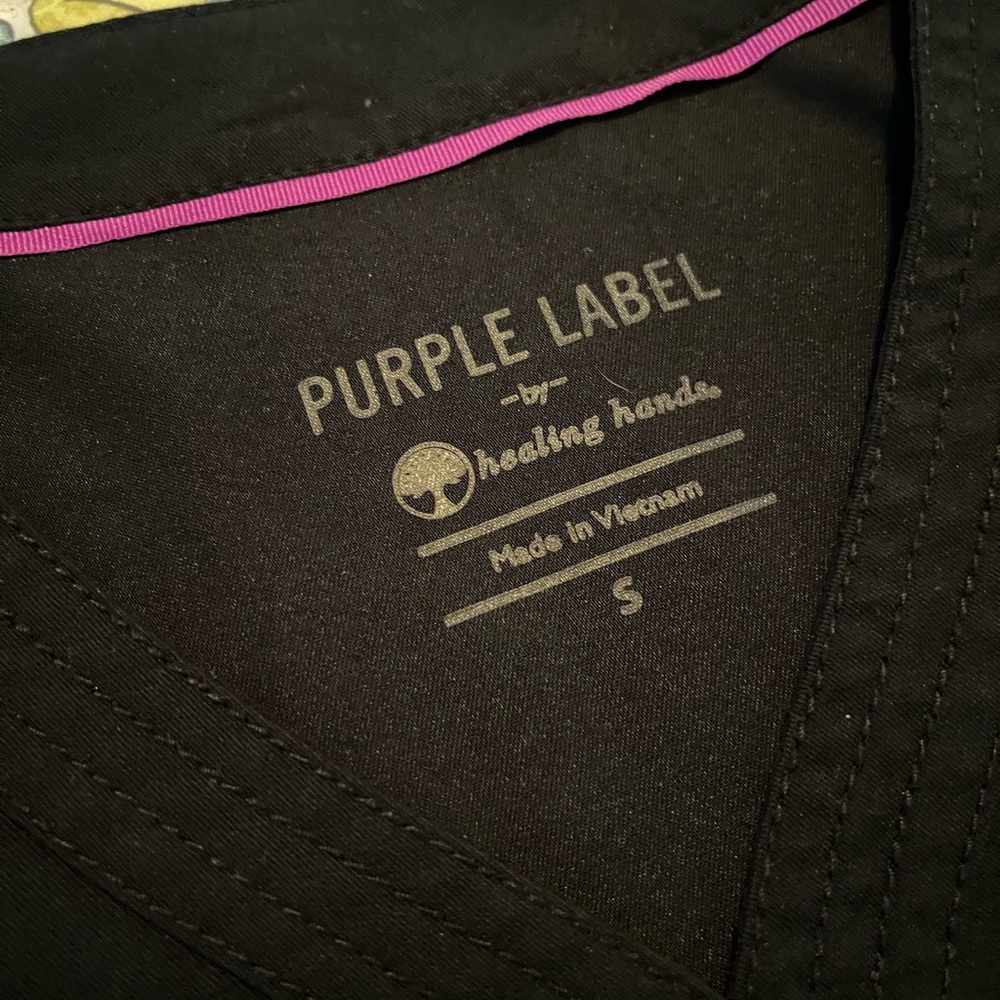 PURPLE LABEL
-by-
healing hands.
Made in Vietnam
S